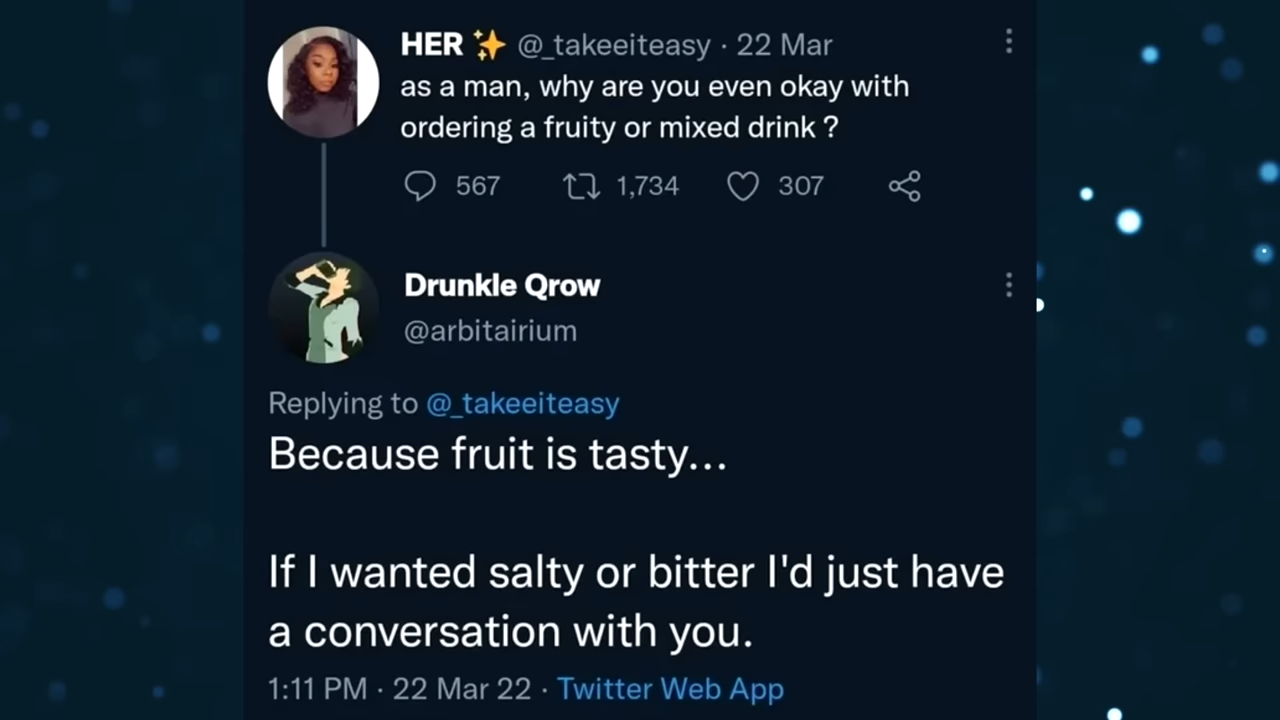 HER ✨ @_takeeiteasy · 22 Mar
as a man, why are you even okay with
ordering a fruity or mixed drink ?
567 1,734 307
Drunkle Qrow
@arbitairium
Replying to @_takeeiteasy
Because fruit is tasty...
If I wanted salty or bitter I'd just have
a conversation with you.
1:11 PM · 22 Mar 22 · Twitter Web App